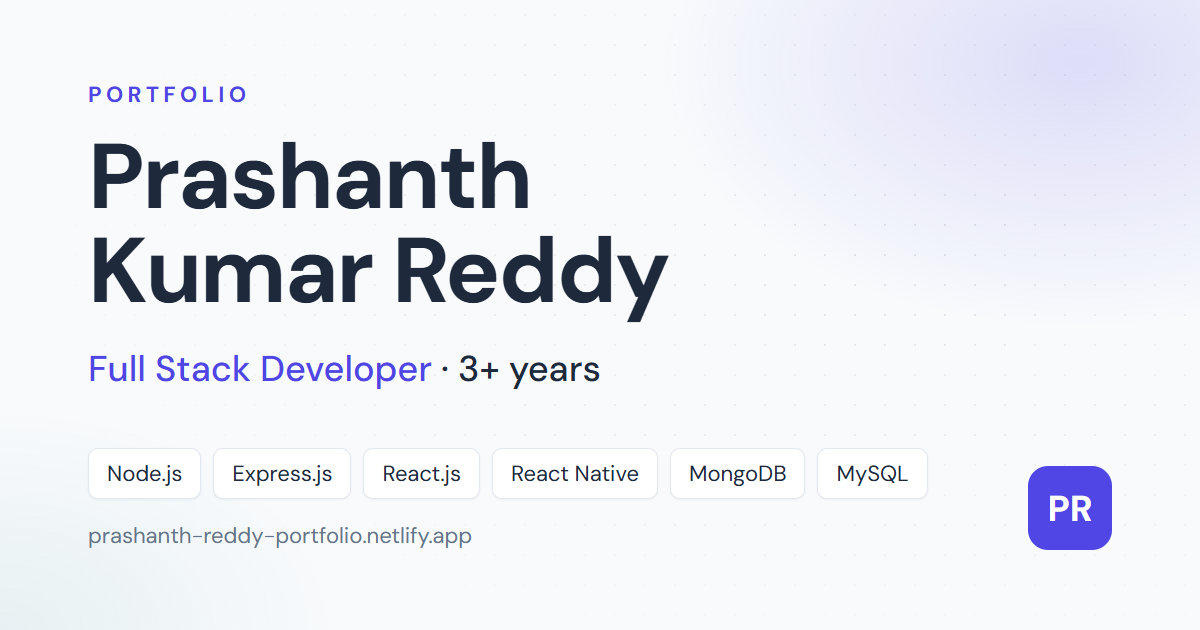 PORTFOLIO
Prashanth
Kumar Reddy
Full Stack Developer · 3+ years
Node.js Express.js React.js React Native MongoDB MySQL
prashanth-reddy-portfolio.netlify.app
PR